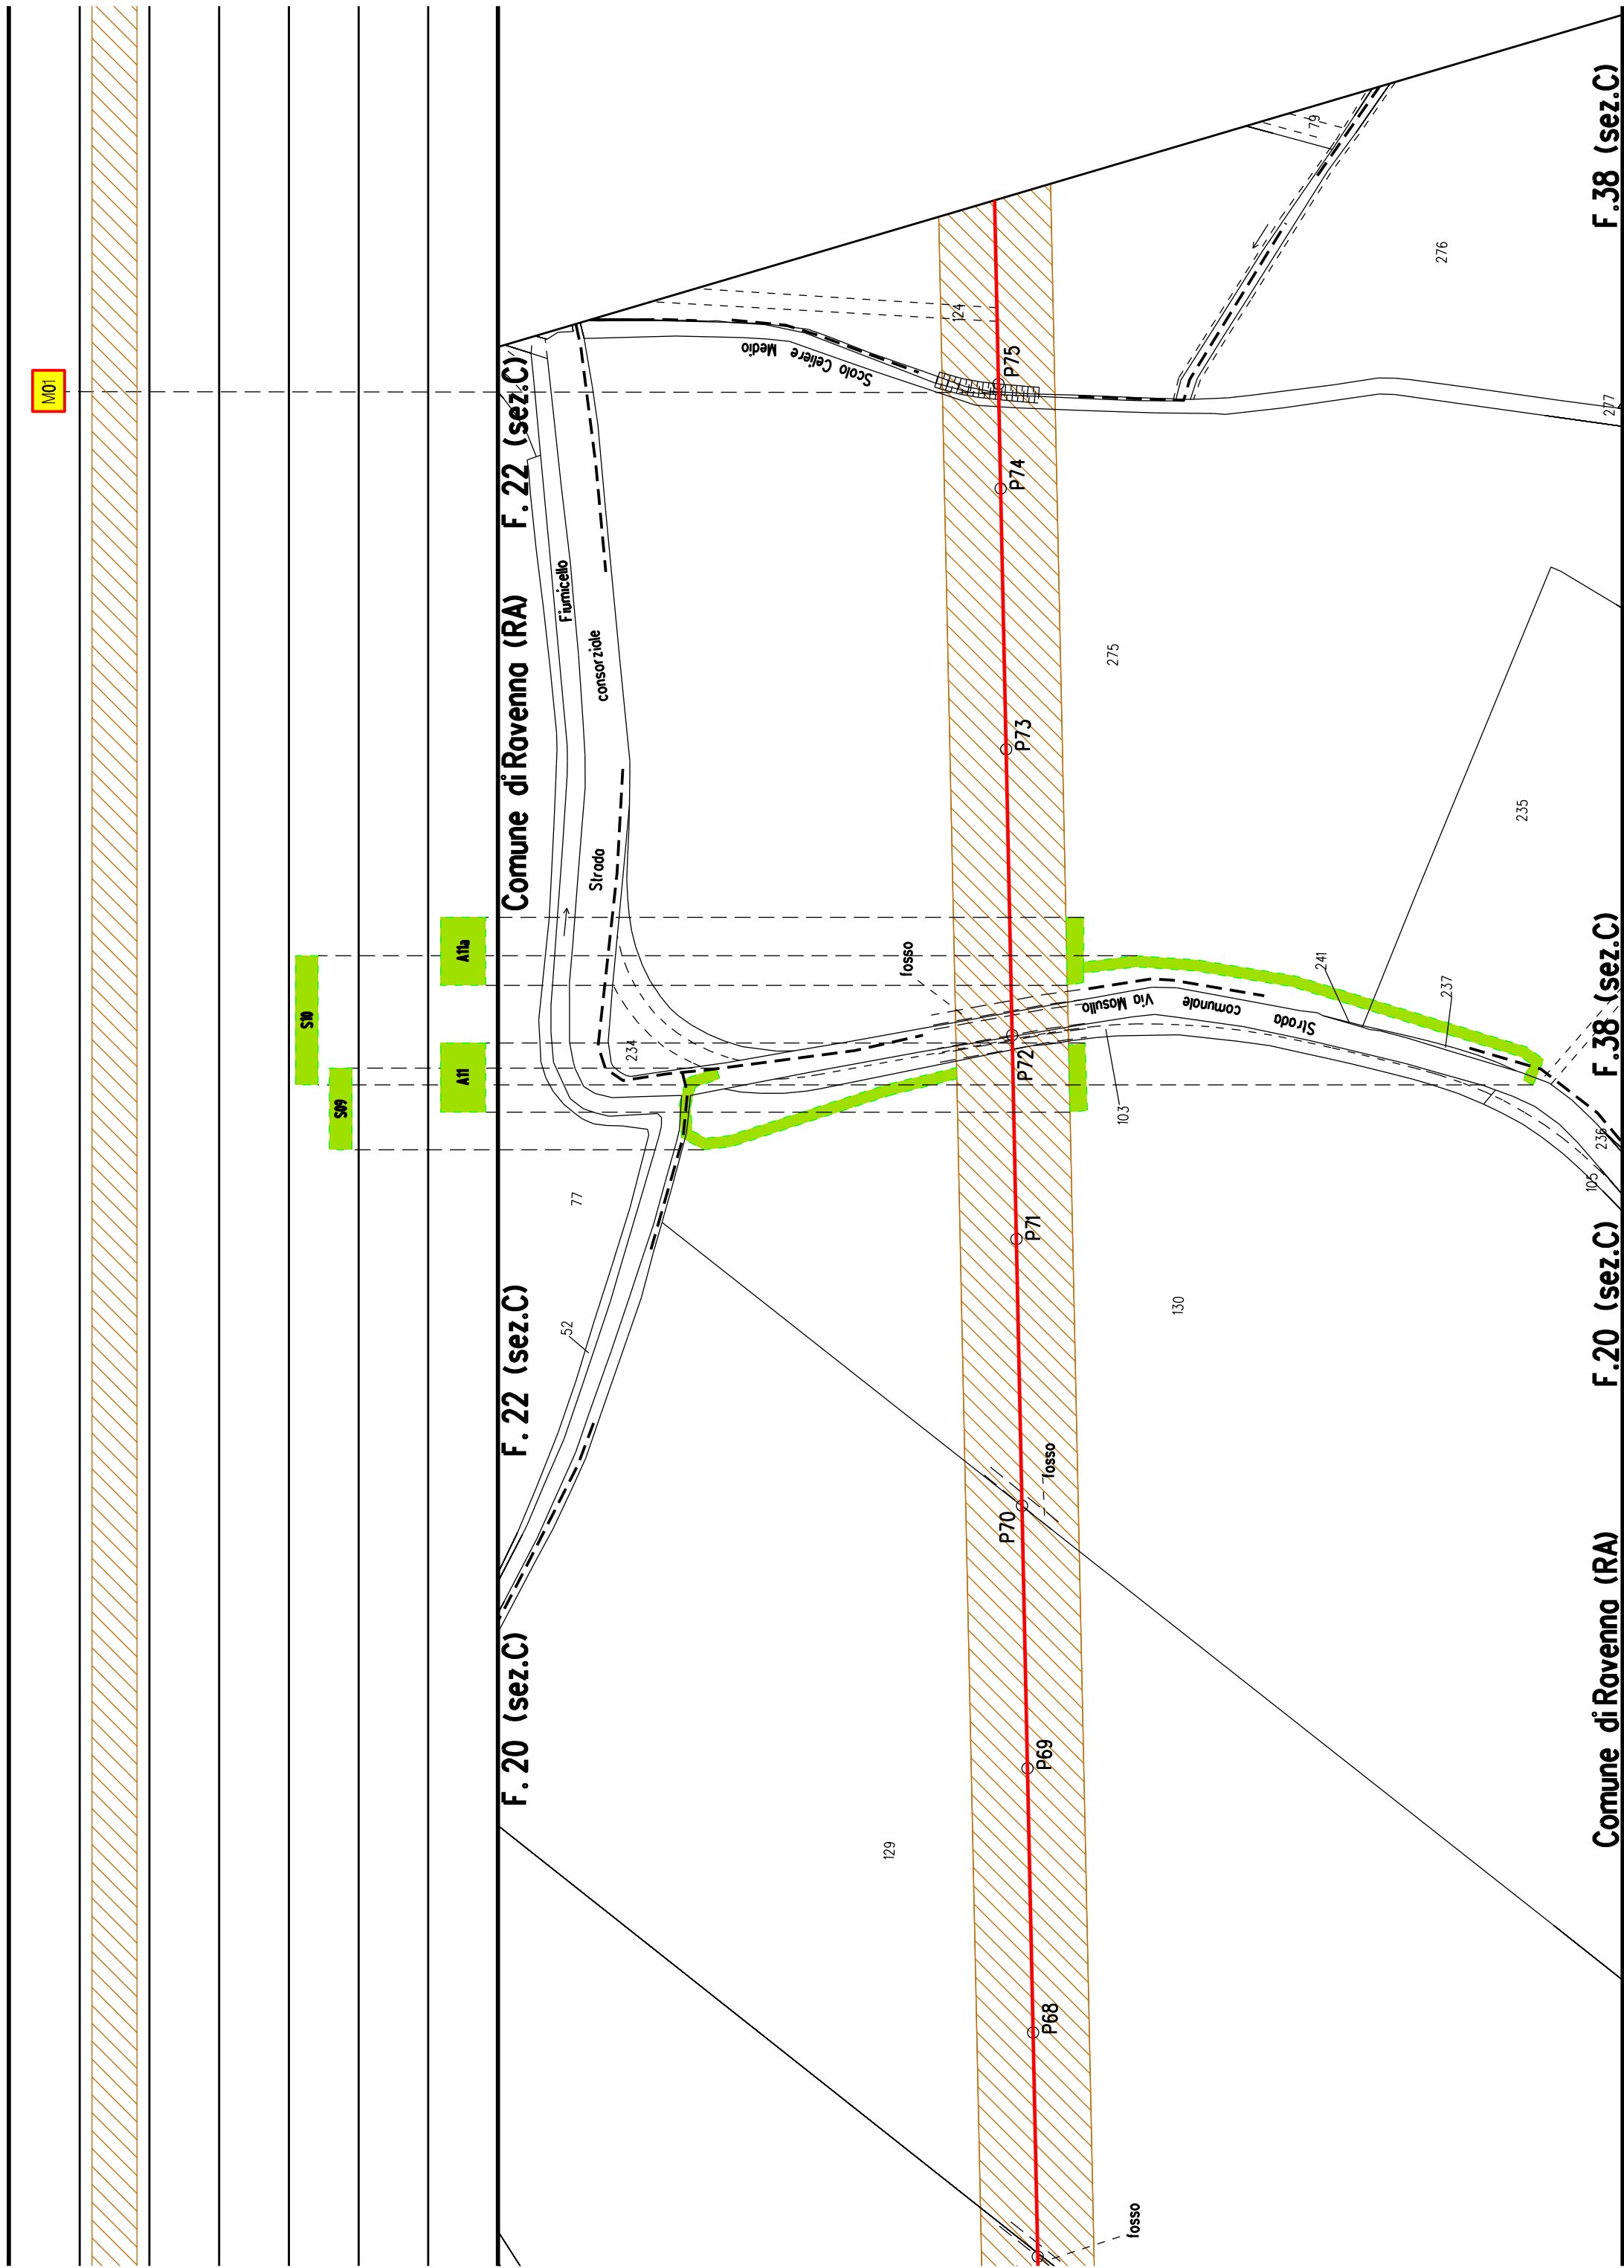 M01
S10
S09
A11a
A11
F. 20 (sez.C)
F. 22 (sez.C)
Comune di Ravenna (RA)
F. 22 (sez.C)
Fiumicello
Strada
consorziale
77
52
234
Scolo Celiere
Medio
124
fosso
P68
P69
P70
P71
P72
P73
P74
P75
129
fosso
fosso
130
103
Strada
comunale
Via Masullo
275
241
237
235
276
79
277
236
105
Comune di Ravenna (RA)
F.20 (sez.C)
F.38 (sez.C)
F.38 (sez.C)